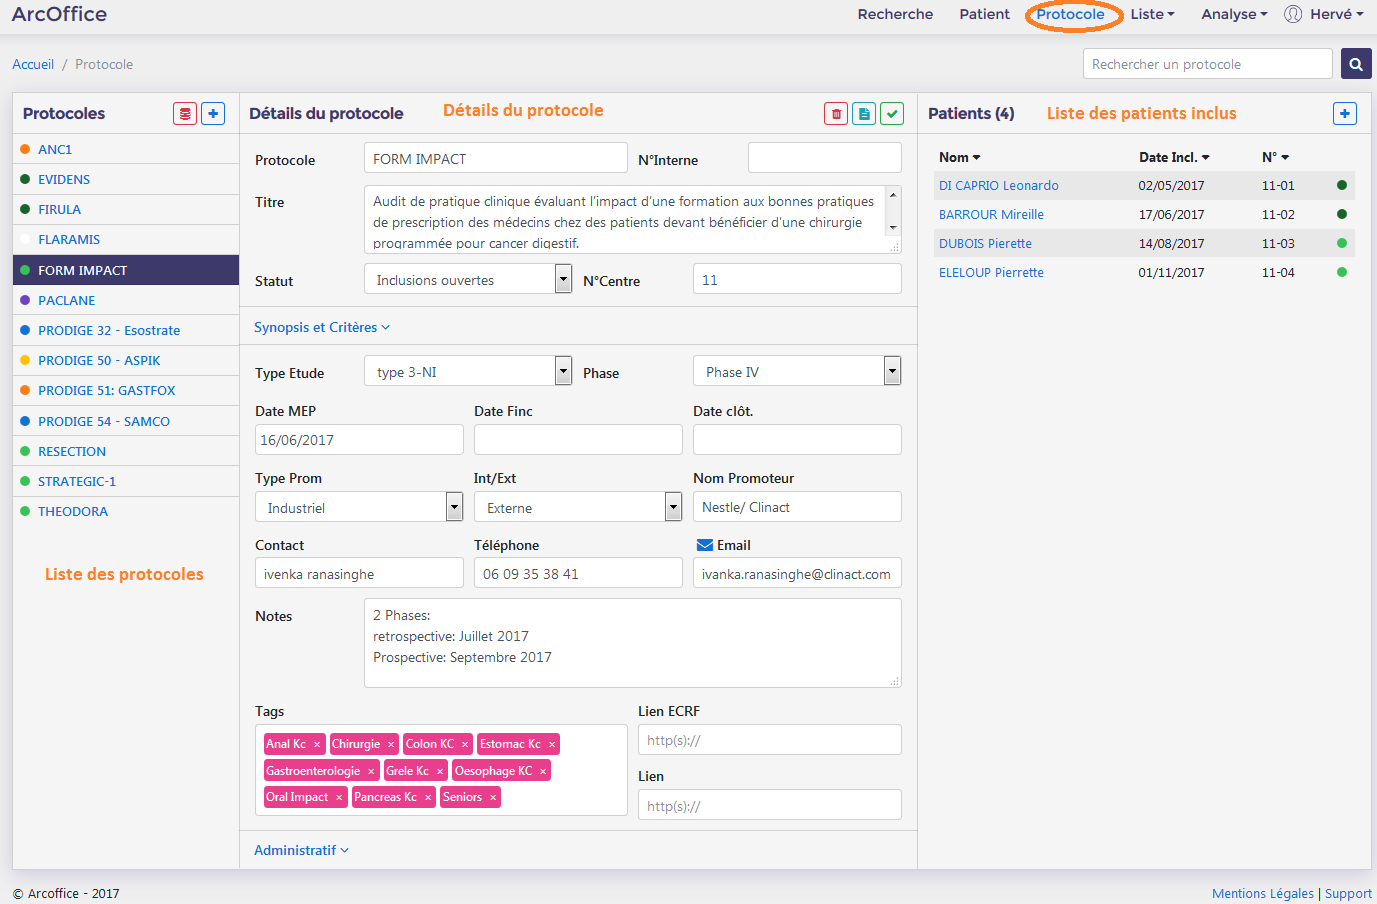 ArcOffice
Recherche Patient Protocole Liste Analyse Hervé
Accueil / Protocole
Rechercher un protocole
Protocoles
ANC1
EVIDENS
FIRULA
FLARAMIS
FORM IMPACT
PACLANE
PRODIGE 32 - Esostrate
PRODIGE 50 - ASPIK
PRODIGE 51: GASTFOX
PRODIGE 54 - SAMCO
RESECTION
STRATEGIC-1
THEODORA
Liste des protocoles
Détails du protocole Détails du protocole
Protocole FORM IMPACT N°Interne
Titre
Audit de pratique clinique évaluant l'impact d'une formation aux bonnes pratiques
de prescription des médecins chez des patients devant bénéficier d'une chirurgie
programmée pour cancer digestif.
Statut Inclusions ouvertes N°Centre 11
Synopsis et Critères
Type Etude type 3-NI Phase Phase IV
Date MEP Date Finc Date clôt.
16/06/2017
Type Prom Int/Ext Nom Promoteur
Industriel Externe Nestle/ Clinact
Contact Téléphone Email
ivenka ranasinghe 06 09 35 38 41 ivanka.ranasinghe@clinact.com
Notes
2 Phases:
retrospective: Juillet 2017
Prospective: Septembre 2017
Tags
Anal Kc × Chirurgie × Colon KC × Estomac Kc ×
Gastroenterologie × Grele Kc × Oesophage KC ×
Oral Impact × Pancreas Kc × Seniors ×
Lien ECRF
http(s)://
Lien
http(s)://
Administratif
Patients (4) Liste des patients inclus
Nom Date Incl. N°
DI CAPRIO Leonardo 02/05/2017 11-01
BARROUR Mireille 17/06/2017 11-02
DUBOIS Pierette 14/08/2017 11-03
ELELOUP Pierrette 01/11/2017 11-04
© Arcoffice - 2017
Mentions Légales | Support